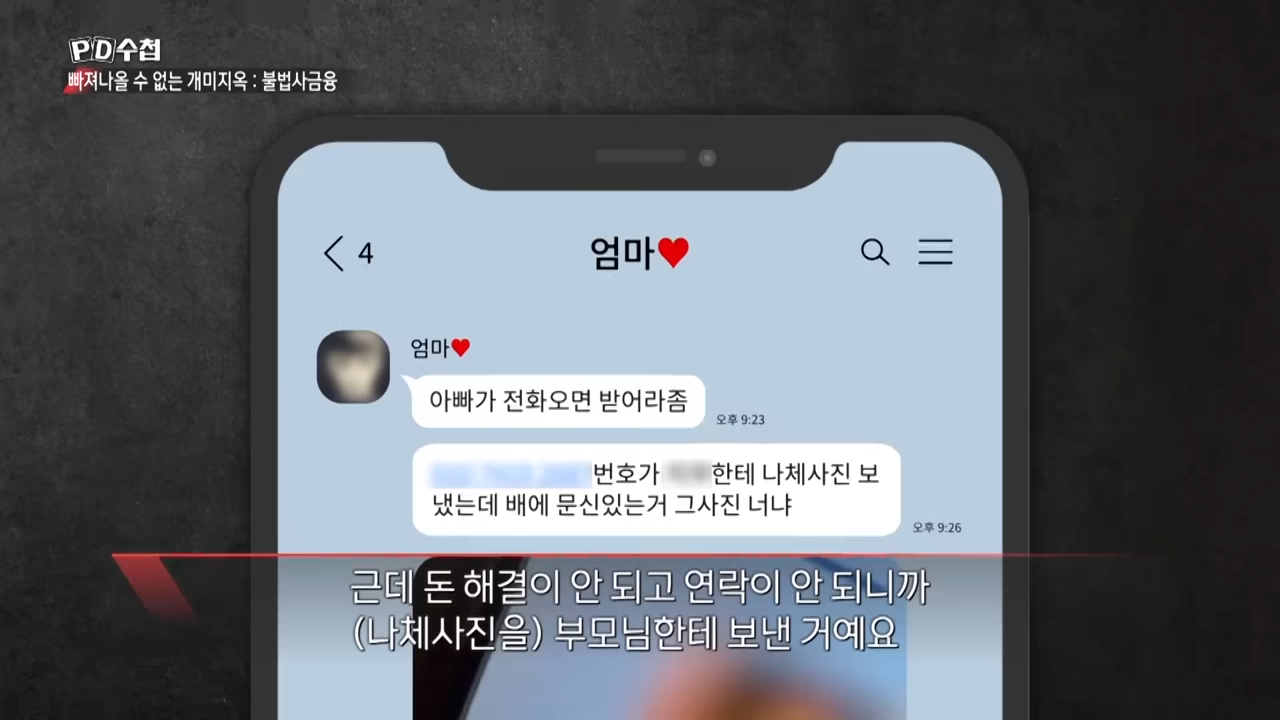 PD수첩
빠져나올 수 없는 개미지옥 : 불법사금융
4
엄마
엄마
아빠가 전화오면 받어라좀
오후 9:23
번호가 한테 나체사진 보
냈는데 배에 문신있는거 그사진 너냐
오후 9:26
근데 돈 해결이 안 되고 연락이 안 되니까
(나체사진을) 부모님한테 보낸 거예요